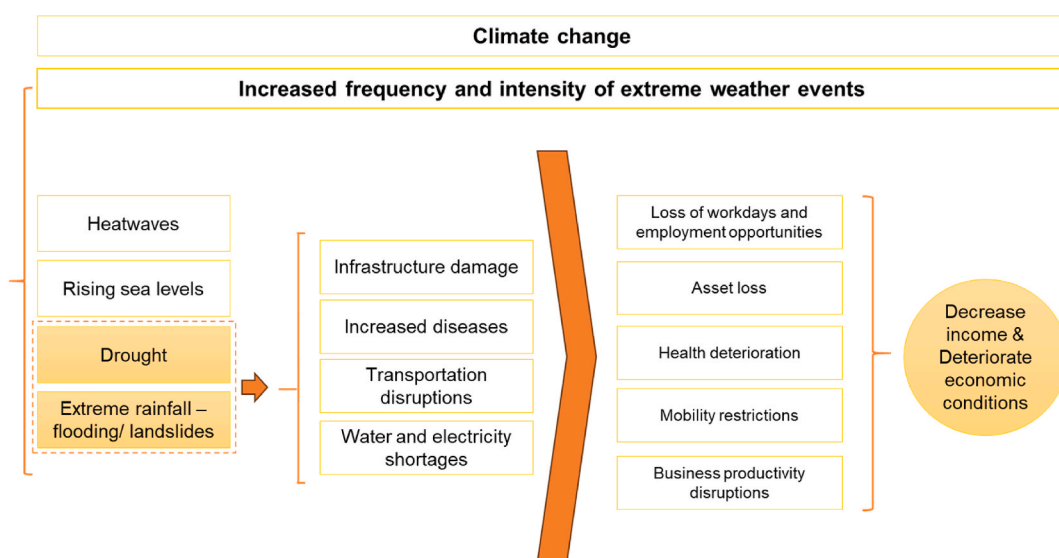 Climate change
Increased frequency and intensity of extreme weather events
Heatwaves
Rising sea levels
Drought
Extreme rainfall –
flooding/ landslides
Infrastructure damage
Increased diseases
Transportation
disruptions
Water and electricity
shortages
Loss of workdays and
employment opportunities
Asset loss
Health deterioration
Mobility restrictions
Business productivity
disruptions
Decrease
income &
Deteriorate
economic
conditions